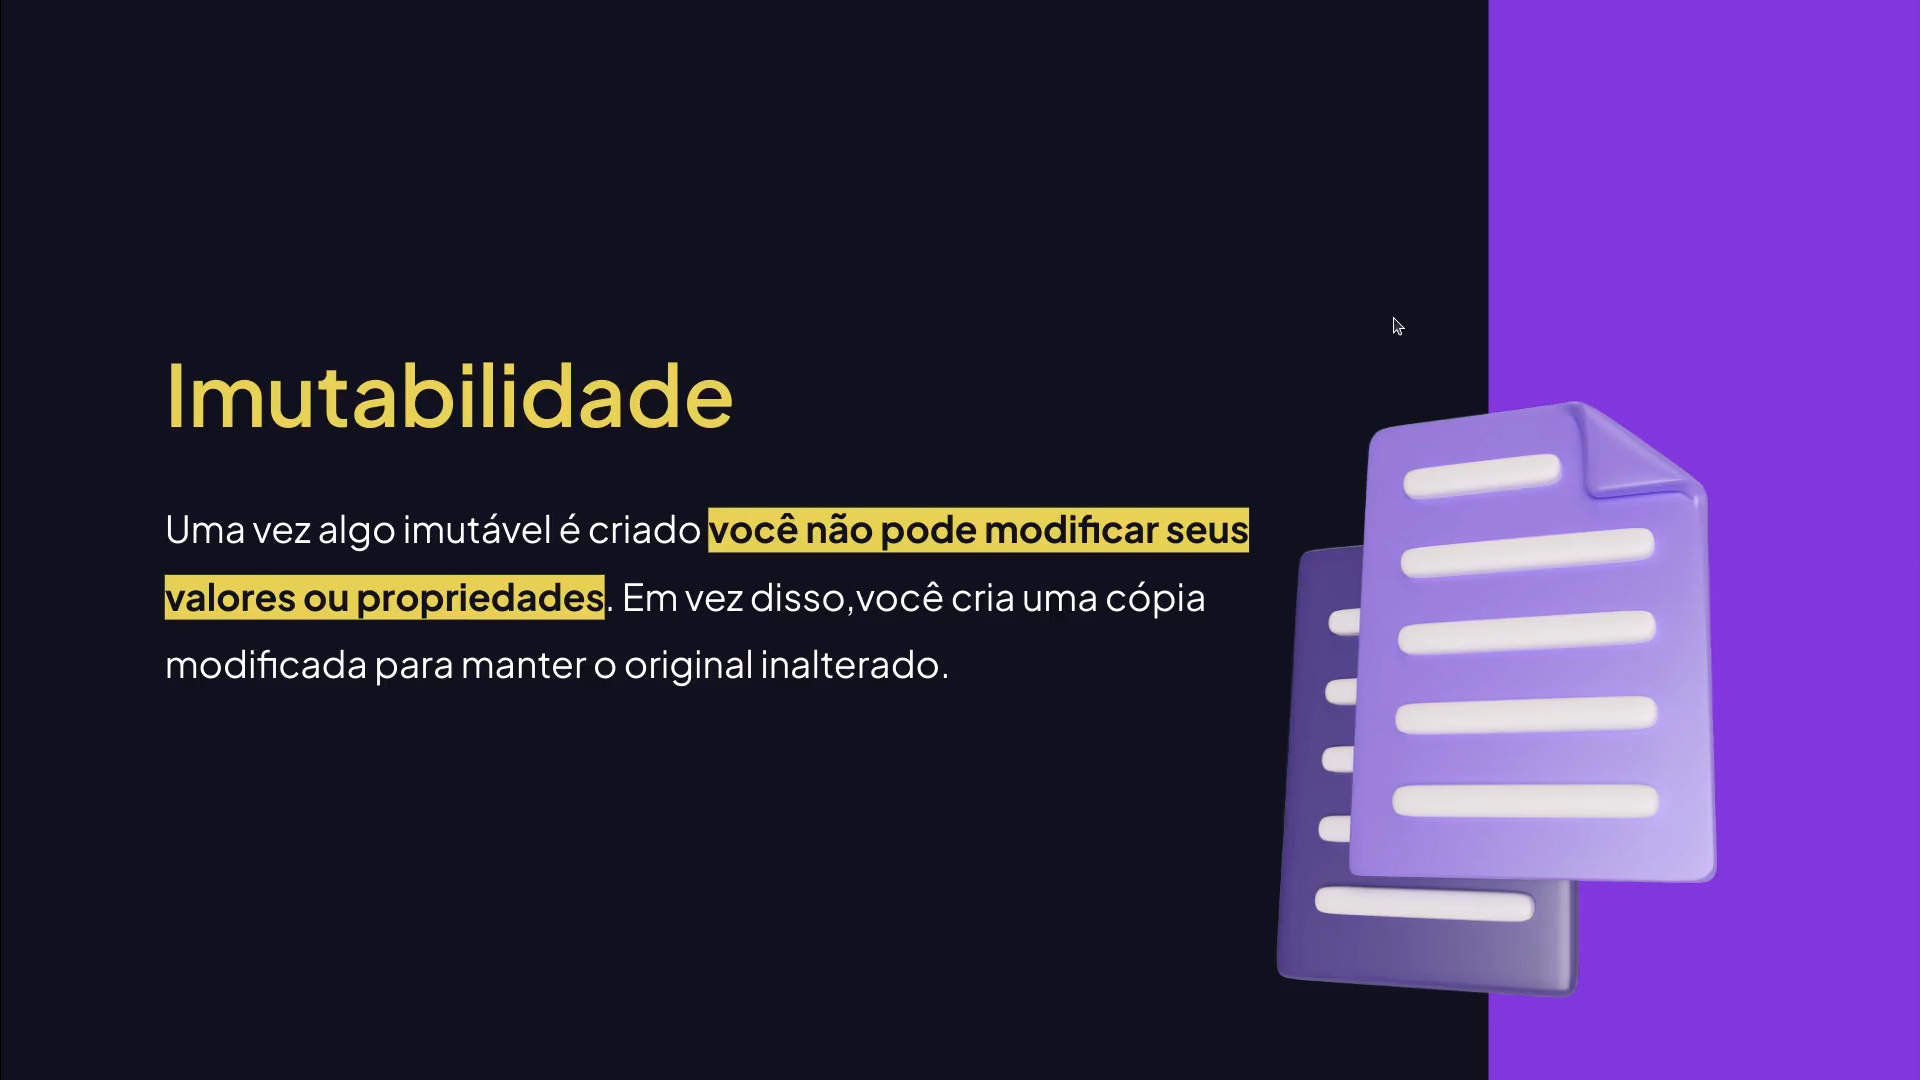 Imutabilidade
Uma vez algo imutável é criado você não pode modificar seus
valores ou propriedades. Em vez disso,você cria uma cópia
modificada para manter o original inalterado.